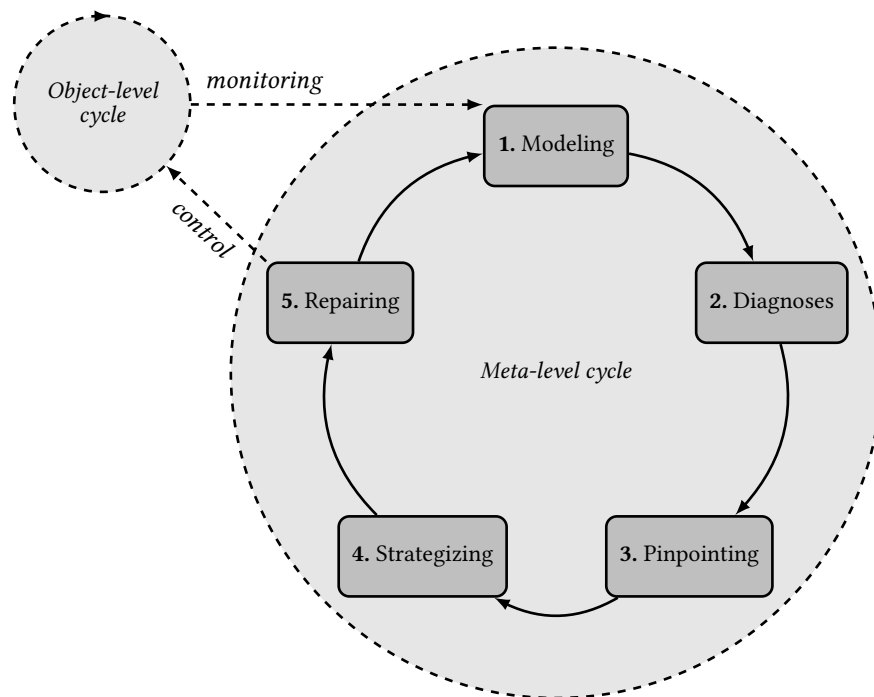 Object-level
cycle
monitoring
control
1. Modeling
2. Diagnoses
5. Repairing
Meta-level cycle
4. Strategizing
3. Pinpointing